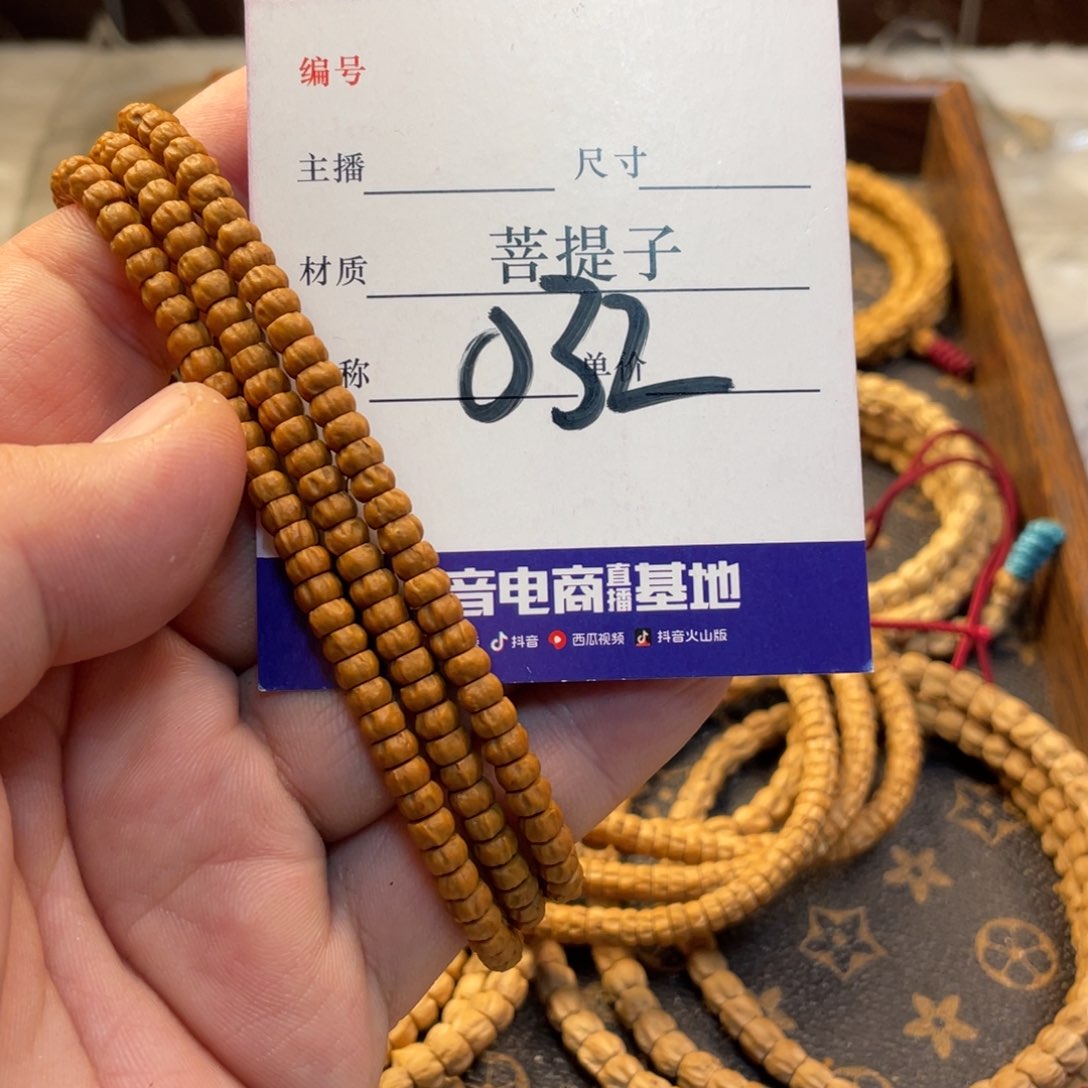 编号
主播 尺寸
材质 菩提子
称 032 单价
音电商直播基地
抖音 西瓜视频 抖音火山版